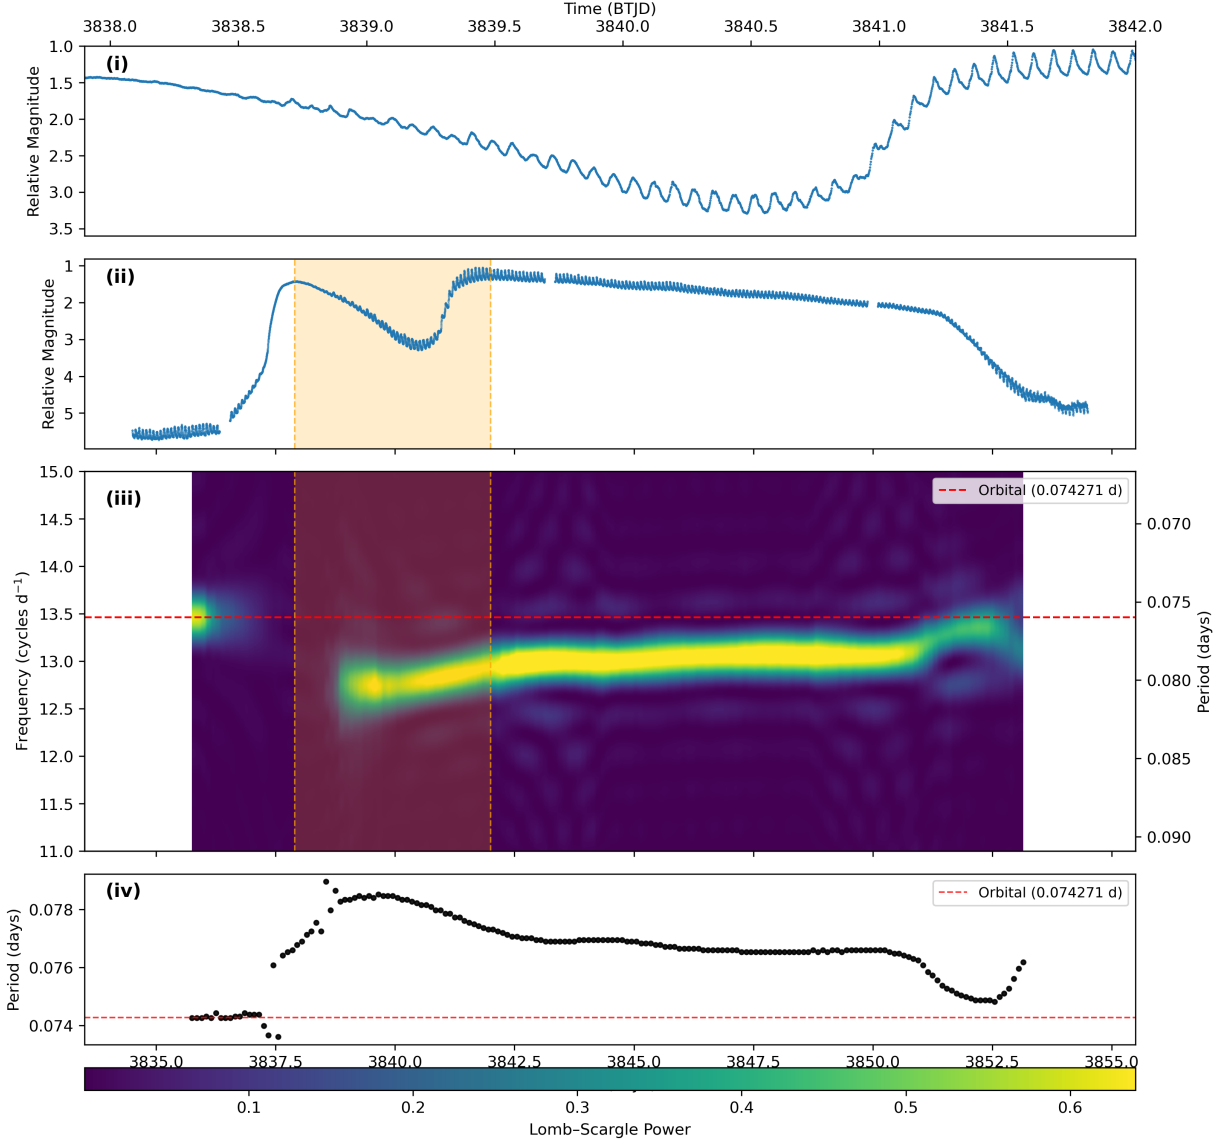 Time (BTJD)
3838.0 3838.5 3839.0 3839.5 3840.0 3840.5 3841.0 3841.5 3842.0
(i)
Relative Magnitude
1.0
1.5
2.0
2.5
3.0
3.5
(ii)
Relative Magnitude
1
2
3
4
5
(iii)
Orbital (0.074271 d)
Frequency (cycles d⁻¹)
15.0
14.5
14.0
13.5
13.0
12.5
12.0
11.5
11.0
0.070
0.075
0.080
0.085
0.090
Period (days)
(iv)
Orbital (0.074271 d)
Period (days)
0.078
0.076
0.074
3835.0 3837.5 3840.0 3842.5 3845.0 3847.5 3850.0 3852.5 3855.0
0.1 0.2 0.3 0.4 0.5 0.6
Lomb–Scargle Power